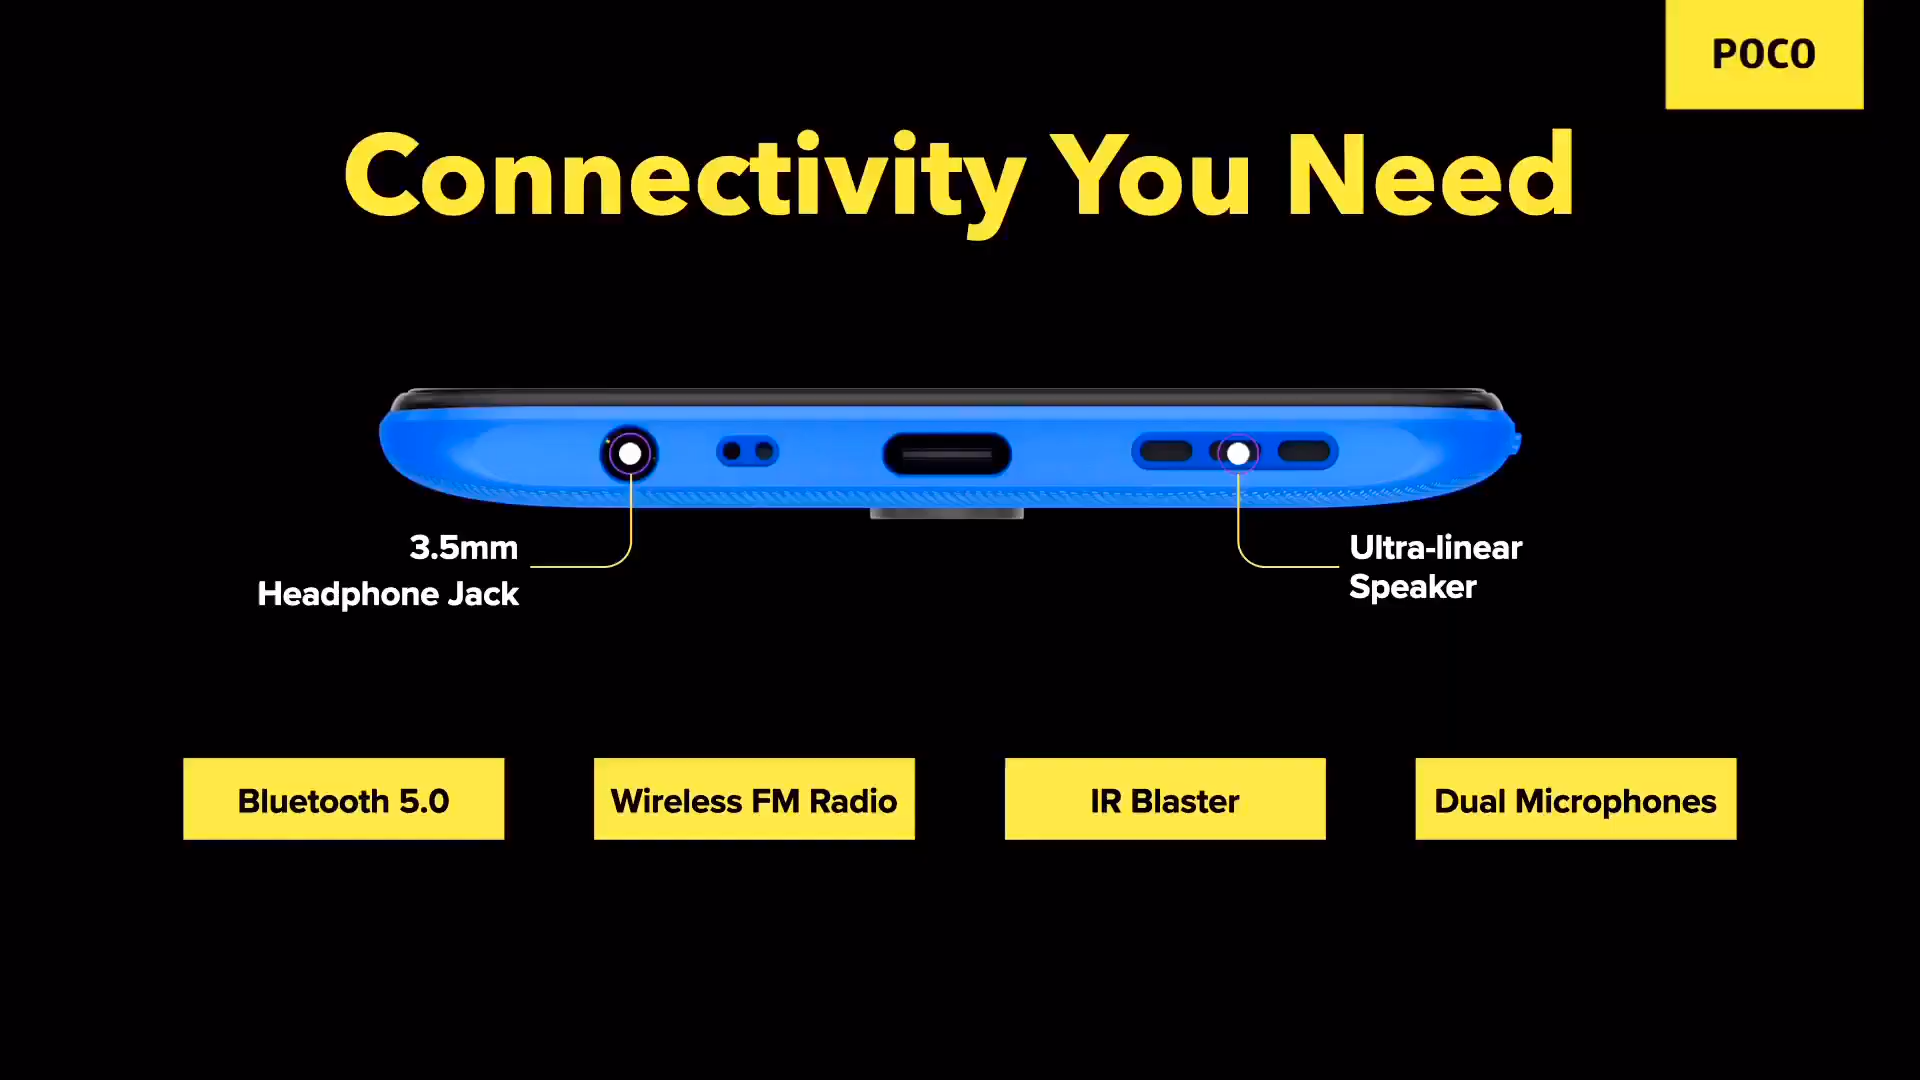 POCO
Connectivity You Need
3.5mm
Headphone Jack
Ultra-linear
Speaker
Bluetooth 5.0
Wireless FM Radio
IR Blaster
Dual Microphones